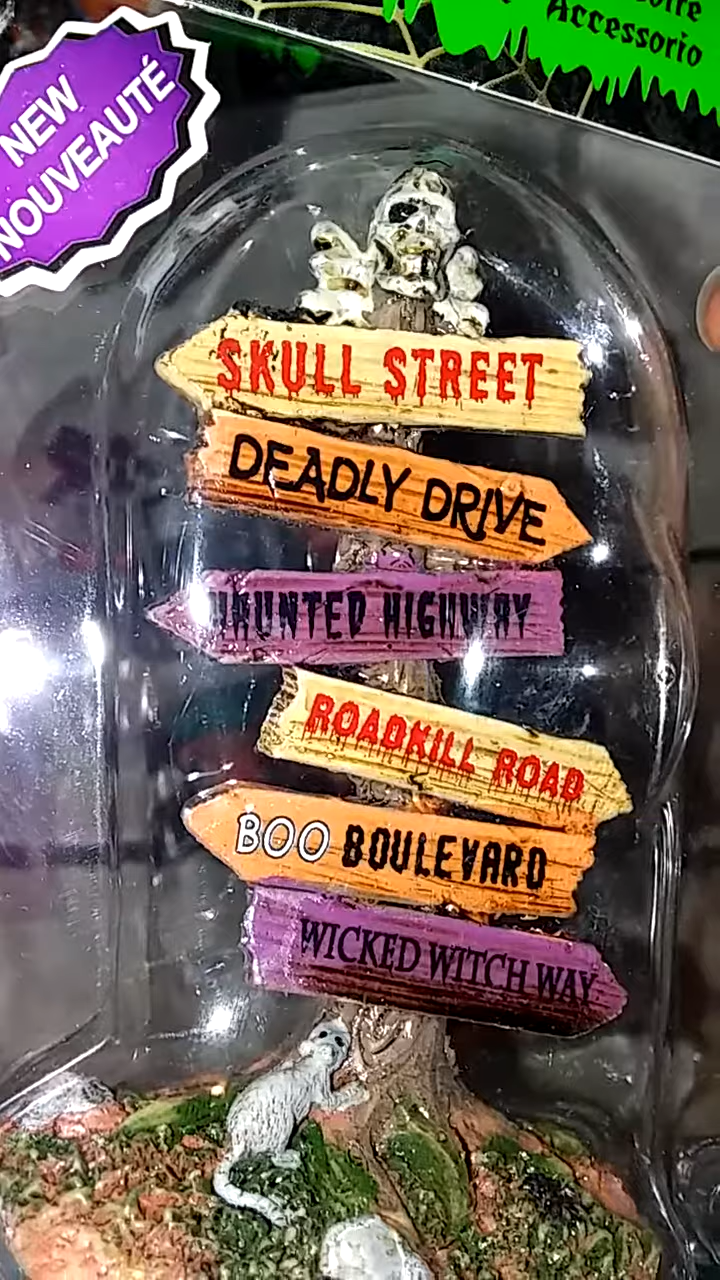 Accessorio
NEW
NOUVEAUTÉ
SKULL STREET
DEADLY DRIVE
HAUNTED HIGHWAY
ROADKILL ROAD
BOO BOULEVARD
WICKED WITCH WAY